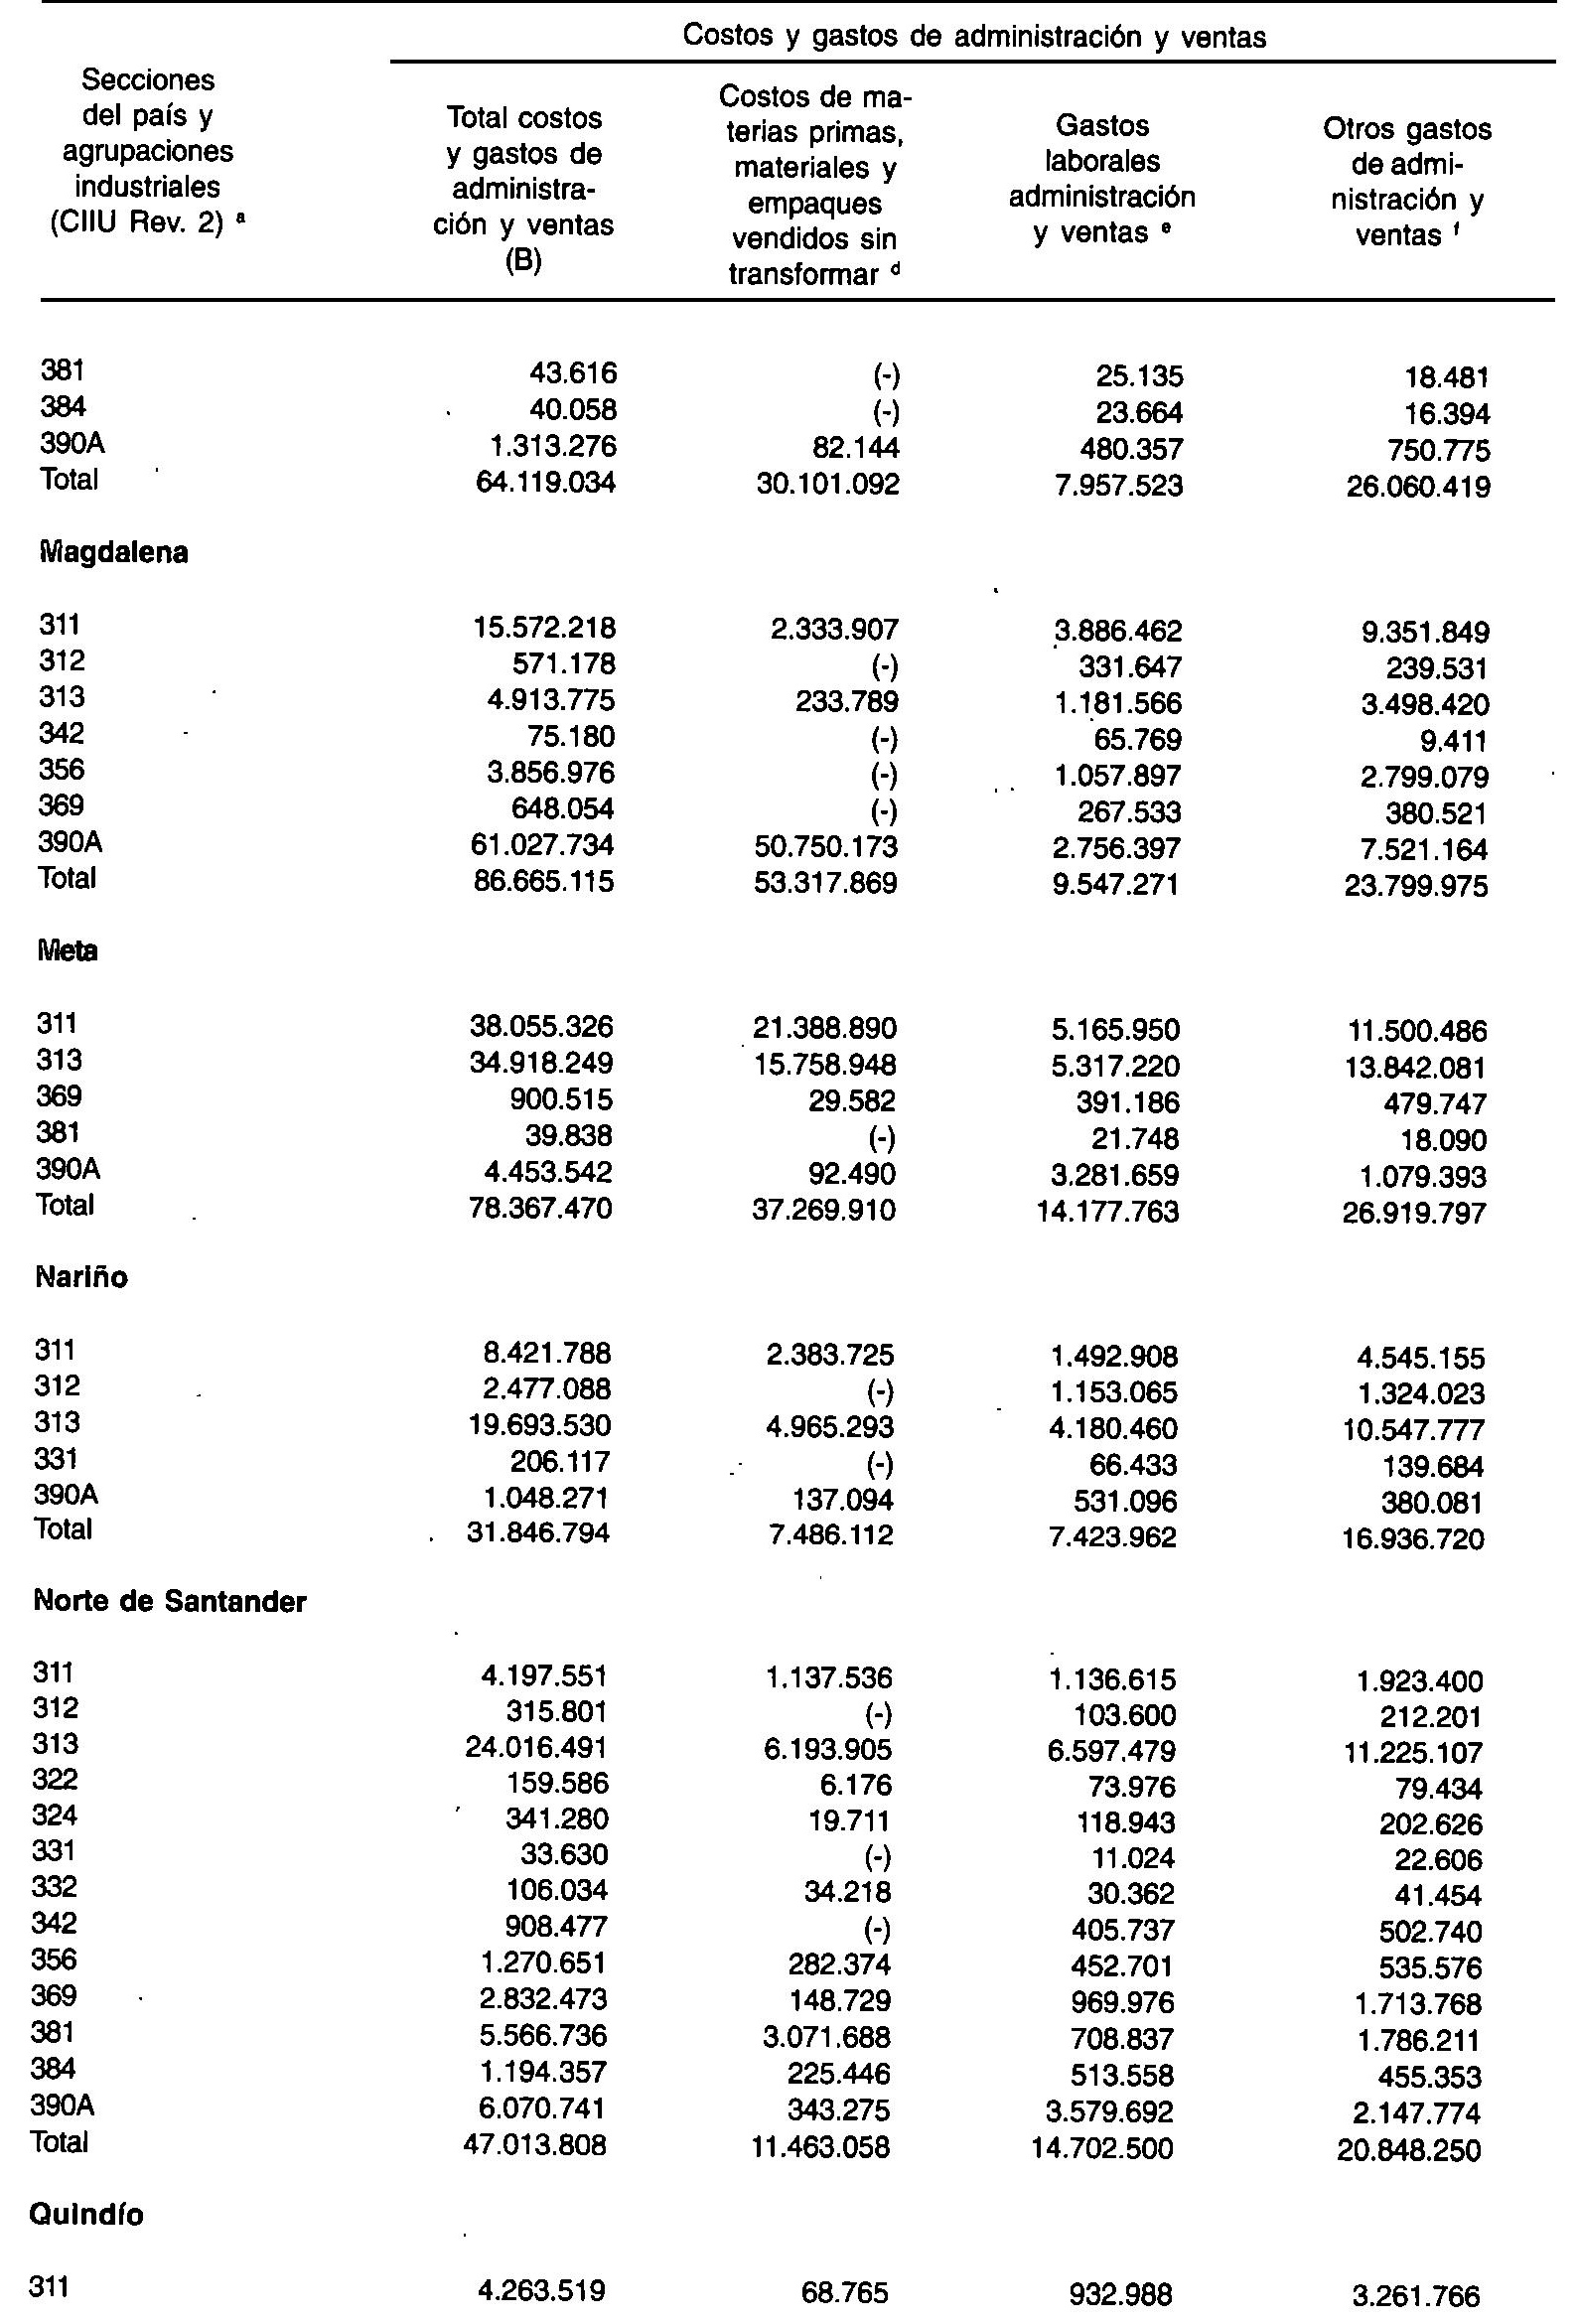 Costos y gastos de administración y ventas
Secciones
del país y
agrupaciones
industriales
(CIIU Rev. 2) a
Total costos
y gastos de
administra-
ción y ventas
(B)
Costos de ma-
terias primas,
materiales y
empaques
vendidos sin
transformar d
Gastos
laborales
administración
y ventas e
Otros gastos
de admi-
nistración y
ventas f
381 43.616 (-) 25.135 18.481
384 40.058 (-) 23.664 16.394
390A 1.313.276 82.144 480.357 750.775
Total 64.119.034 30.101.092 7.957.523 26.060.419
Magdalena
311 15.572.218 2.333.907 3.886.462 9.351.849
312 571.178 (-) 331.647 239.531
313 4.913.775 233.789 1.181.566 3.498.420
342 75.180 (-) 65.769 9.411
356 3.856.976 (-) 1.057.897 2.799.079
369 648.054 (-) 267.533 380.521
390A 61.027.734 50.750.173 2.756.397 7.521.164
Total 86.665.115 53.317.869 9.547.271 23.799.975
Meta
311 38.055.326 21.388.890 5.165.950 11.500.486
313 34.918.249 15.758.948 5.317.220 13.842.081
369 900.515 29.582 391.186 479.747
381 39.838 (-) 21.748 18.090
390A 4.453.542 92.490 3.281.659 1.079.393
Total 78.367.470 37.269.910 14.177.763 26.919.797
Nariño
311 8.421.788 2.383.725 1.492.908 4.545.155
312 2.477.088 (-) 1.153.065 1.324.023
313 19.693.530 4.965.293 4.180.460 10.547.777
331 206.117 (-) 66.433 139.684
390A 1.048.271 137.094 531.096 380.081
Total 31.846.794 7.486.112 7.423.962 16.936.720
Norte de Santander
311 4.197.551 1.137.536 1.136.615 1.923.400
312 315.801 (-) 103.600 212.201
313 24.016.491 6.193.905 6.597.479 11.225.107
322 159.586 6.176 73.976 79.434
324 341.280 19.711 118.943 202.626
331 33.630 (-) 11.024 22.606
332 106.034 34.218 30.362 41.454
342 908.477 (-) 405.737 502.740
356 1.270.651 282.374 452.701 535.576
369 2.832.473 148.729 969.976 1.713.768
381 5.566.736 3.071.688 708.837 1.786.211
384 1.194.357 225.446 513.558 455.353
390A 6.070.741 343.275 3.579.692 2.147.774
Total 47.013.808 11.463.058 14.702.500 20.848.250
Quindío
311 4.263.519 68.765 932.988 3.261.766